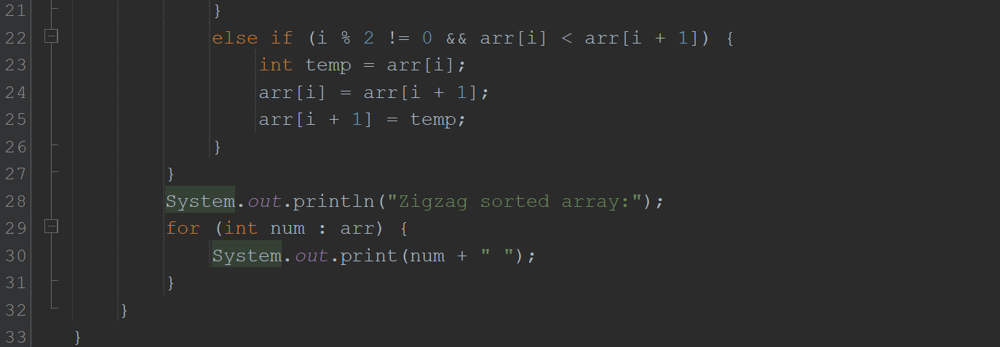 21 }
22 else if (i % 2 != 0 && arr[i] < arr[i + 1]) {
23 int temp = arr[i];
24 arr[i] = arr[i + 1];
25 arr[i + 1] = temp;
26 }
27 }
28 System.out.println("Zigzag sorted array:");
29 for (int num : arr) {
30 System.out.print(num + " ");
31 }
32 }
33 }